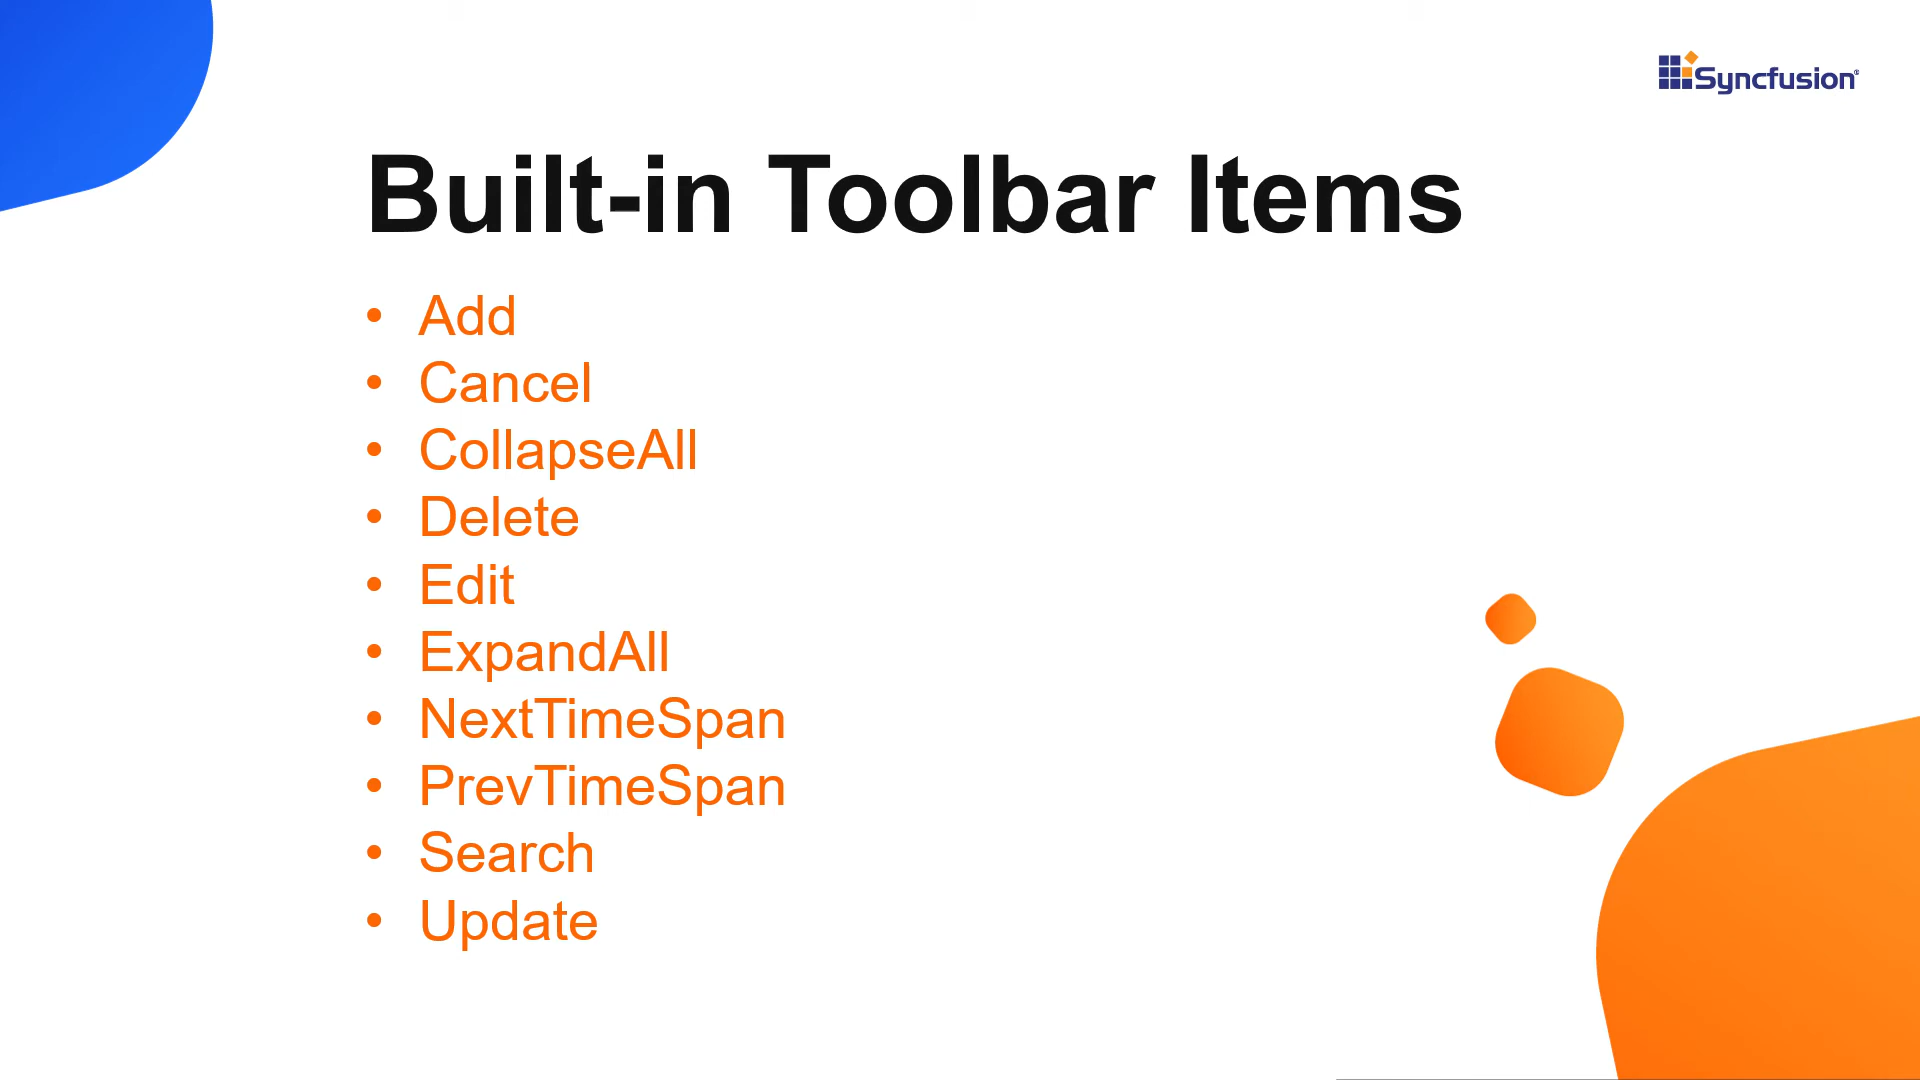 Syncfusion®
Built-in Toolbar Items
• Add
• Cancel
• CollapseAll
• Delete
• Edit
• ExpandAll
• NextTimeSpan
• PrevTimeSpan
• Search
• Update